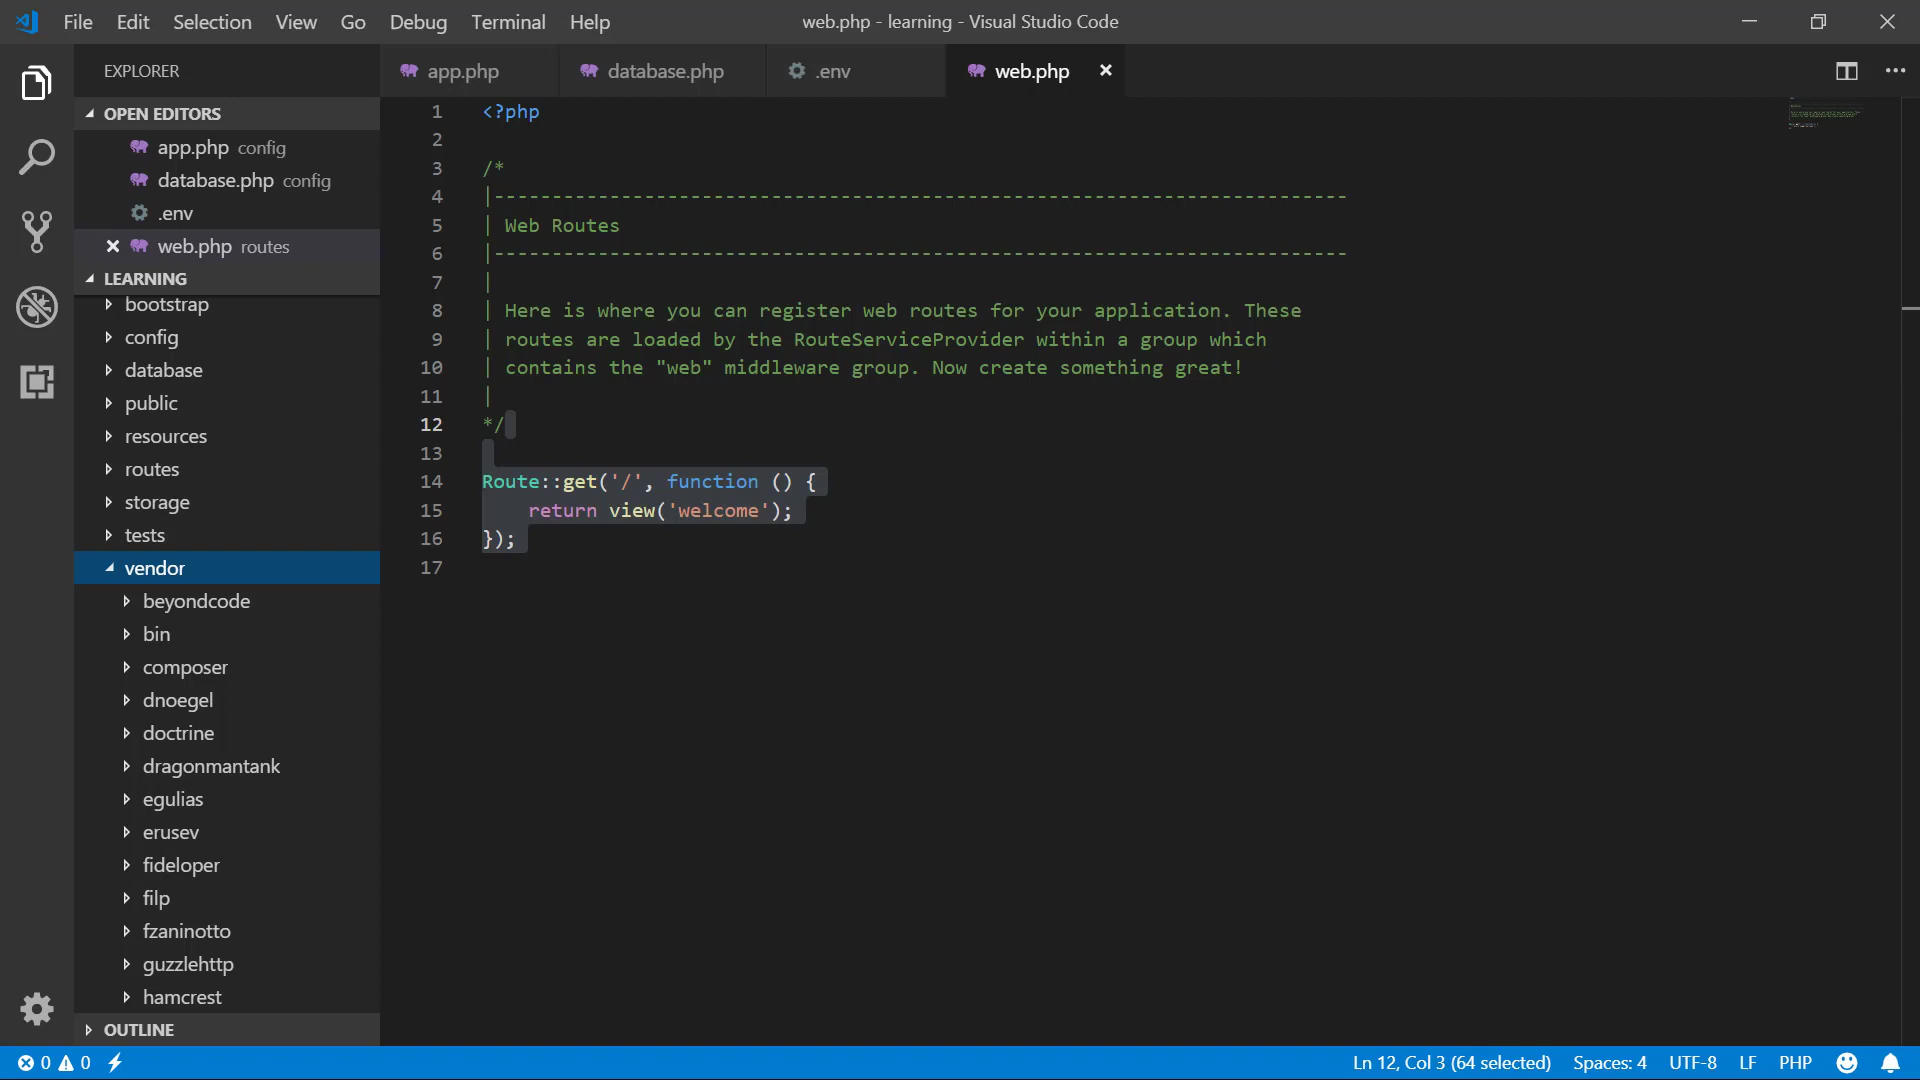 File Edit Selection View Go Debug Terminal Help
web.php - learning - Visual Studio Code
EXPLORER
OPEN EDITORS
app.php config
database.php config
.env
web.php routes
LEARNING
bootstrap
config
database
public
resources
routes
storage
tests
vendor
beyondcode
bin
composer
dnoegel
doctrine
dragonmantank
egulias
erusev
fideloper
filp
fzaninotto
guzzlehttp
hamcrest
OUTLINE
app.php database.php .env web.php
1 <?php
2
3 /*
4 |--------------------------------------------------------------------------
5 | Web Routes
6 |--------------------------------------------------------------------------
7 |
8 | Here is where you can register web routes for your application. These
9 | routes are loaded by the RouteServiceProvider within a group which
10 | contains the "web" middleware group. Now create something great!
11 |
12 */
13
14 Route::get('/', function () {
15     return view('welcome');
16 });
17
0 0 Ln 12, Col 3 (64 selected) Spaces: 4 UTF-8 LF PHP